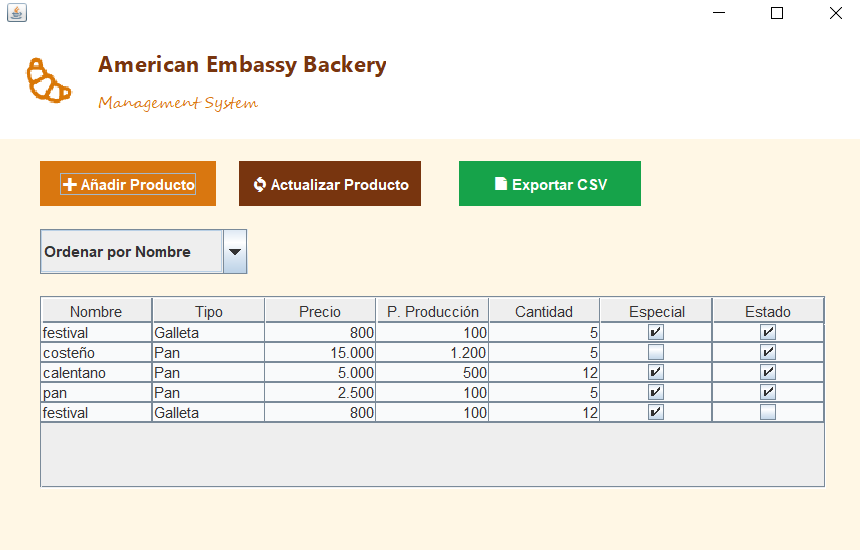 American Embassy Backery
Management System
Añadir Producto Actualizar Producto Exportar CSV
Ordenar por Nombre
Nombre Tipo Precio P. Producción Cantidad Especial Estado
festival Galleta 800 100 5
costeño Pan 15.000 1.200 5
calentano Pan 5.000 500 12
pan Pan 2.500 100 5
festival Galleta 800 100 12